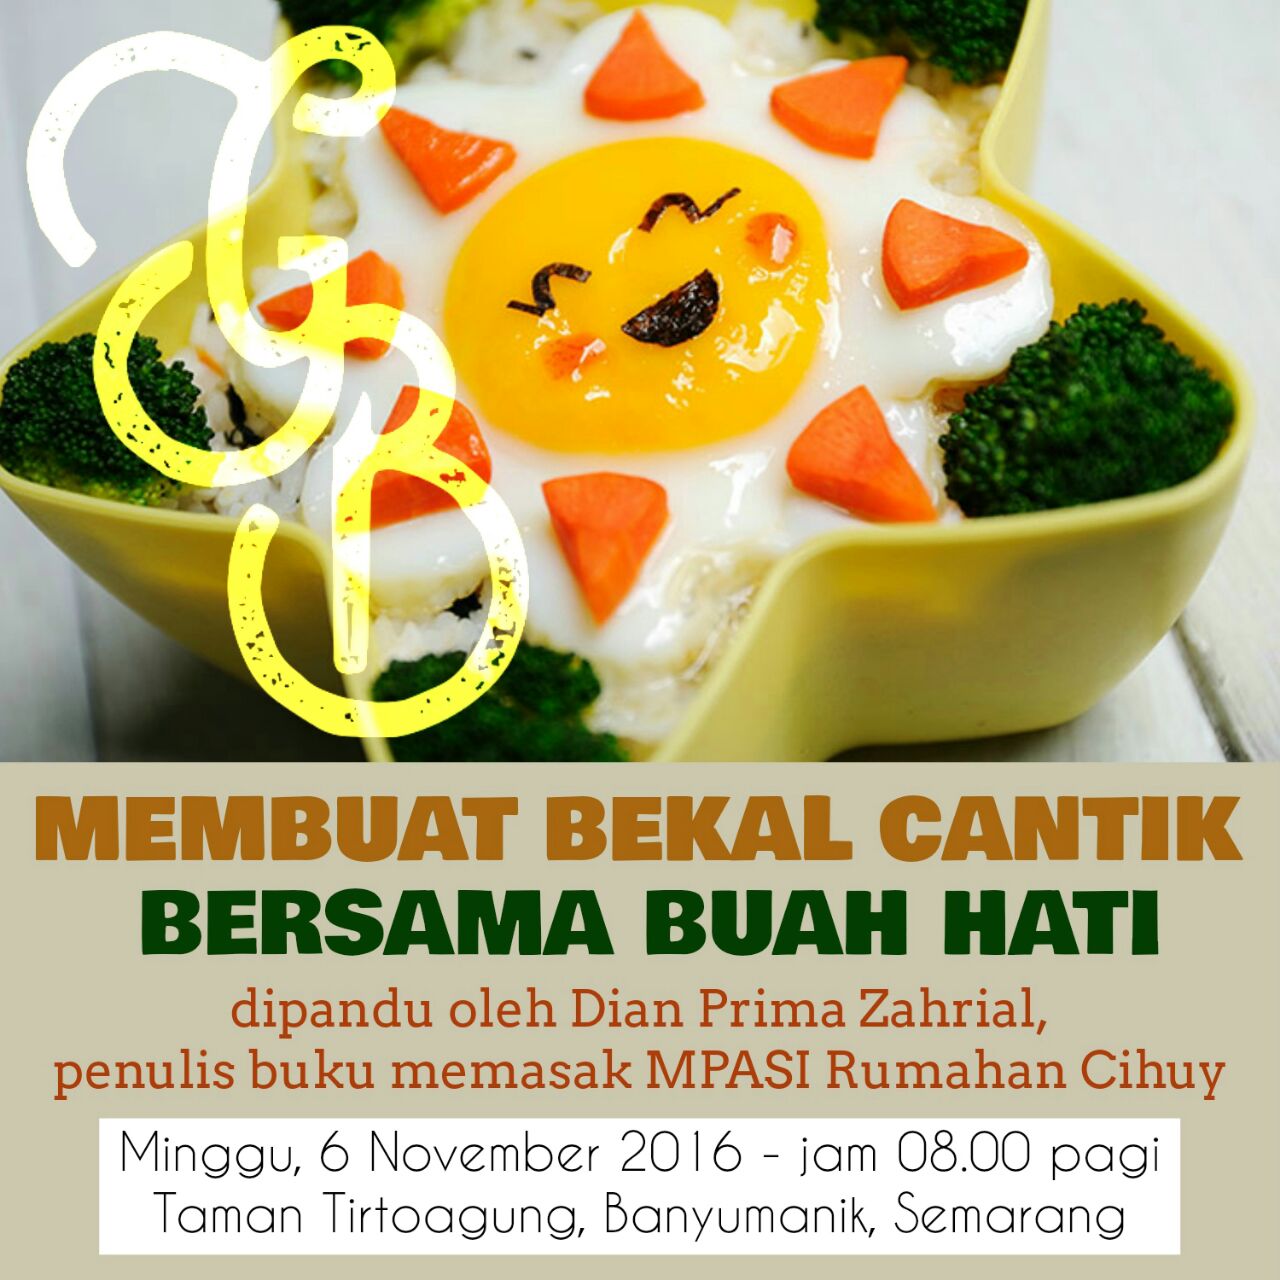 GB
MEMBUAT BEKAL CANTIK
BERSAMA BUAH HATI
dipandu oleh Dian Prima Zahrial,
penulis buku memasak MPASI Rumahan Cihuy
Minggu, 6 November 2016 - jam 08.00 pagi
Taman Tirtoagung, Banyumanik, Semarang